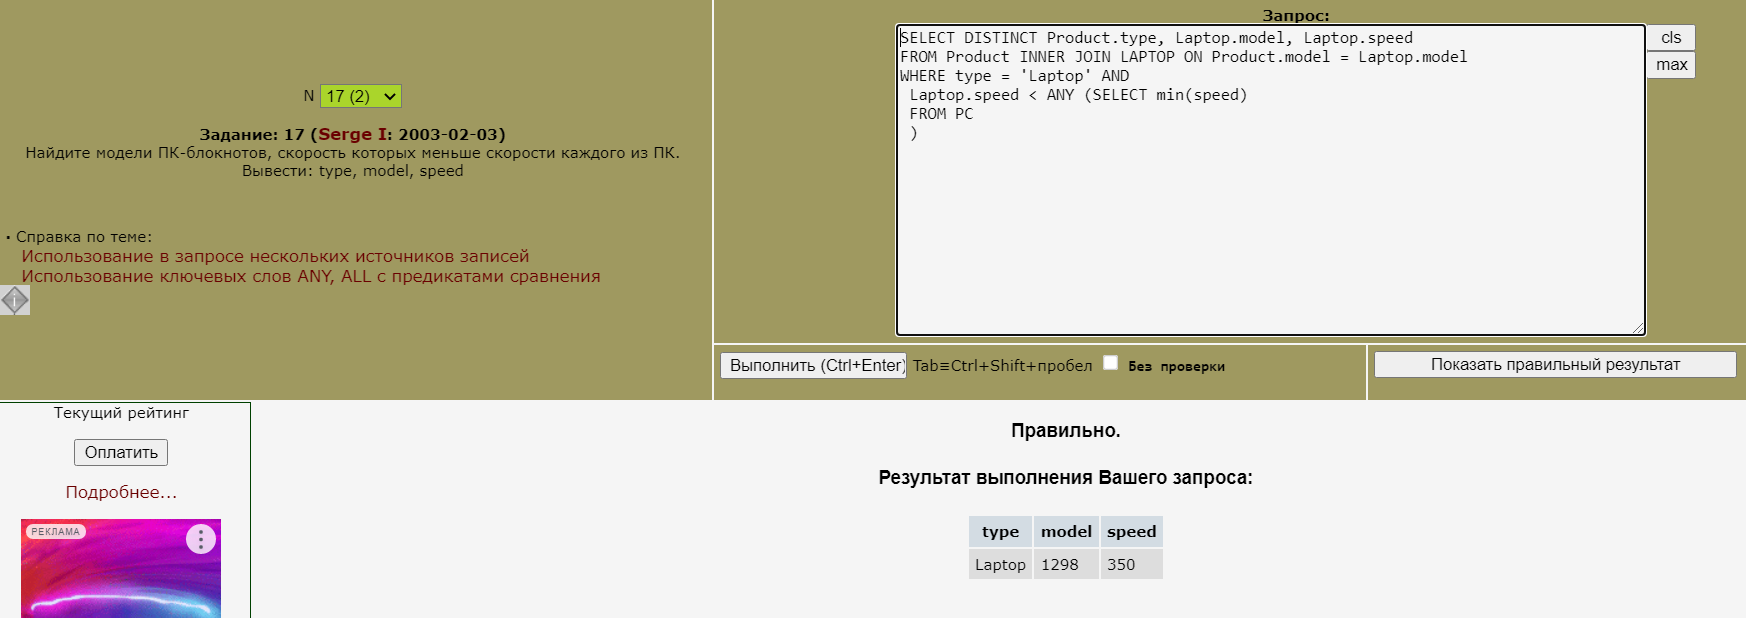 N 17 (2)
Задание: 17 (Serge I: 2003-02-03)
Найдите модели ПК-блокнотов, скорость которых меньше скорости каждого из ПК.
Вывести: type, model, speed
· Справка по теме:
Использование в запросе нескольких источников записей
Использование ключевых слов ANY, ALL с предикатами сравнения
Запрос:
SELECT DISTINCT Product.type, Laptop.model, Laptop.speed
FROM Product INNER JOIN LAPTOP ON Product.model = Laptop.model
WHERE type = 'Laptop' AND
Laptop.speed < ANY (SELECT min(speed)
FROM PC
)
cls
max
Выполнить (Ctrl+Enter) Tab≡Ctrl+Shift+пробел Без проверки
Показать правильный результат
Текущий рейтинг
Оплатить
Подробнее...
РЕКЛАМА
Правильно.
Результат выполнения Вашего запроса:
type model speed
Laptop 1298 350